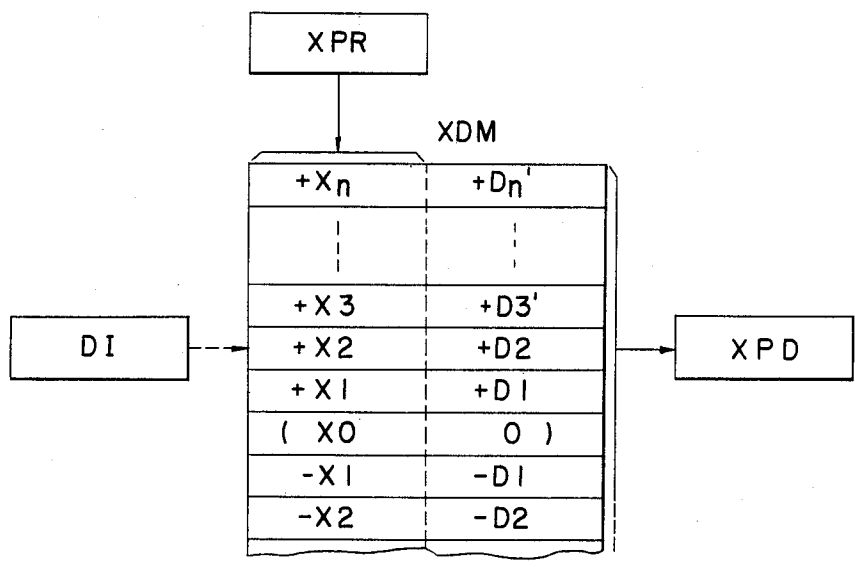 XPR
XDM
+Xn +Dn'
+X3 +D3'
DI +X2 +D2 XPD
+X1 +D1
( X0 0 )
-X1 -D1
-X2 -D2